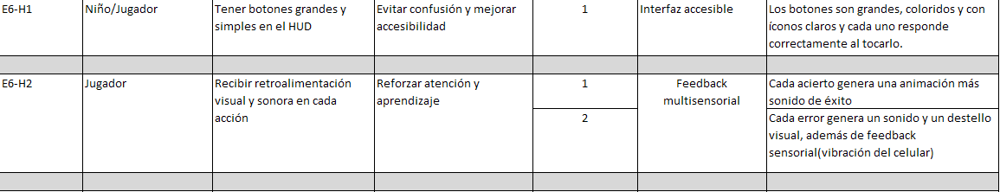 E6-H1
Niño/Jugador
Tener botones grandes y
simples en el HUD
Evitar confusión y mejorar
accesibilidad
1
Interfaz accesible
Los botones son grandes, coloridos y con
íconos claros y cada uno responde
correctamente al tocarlo.
E6-H2
Jugador
Recibir retroalimentación
visual y sonora en cada
acción
Reforzar atención y
aprendizaje
1
Feedback
multisensorial
Cada acierto genera una animación más
sonido de éxito
2
Cada error genera un sonido y un destello
visual, además de feedback
sensorial(vibración del celular)